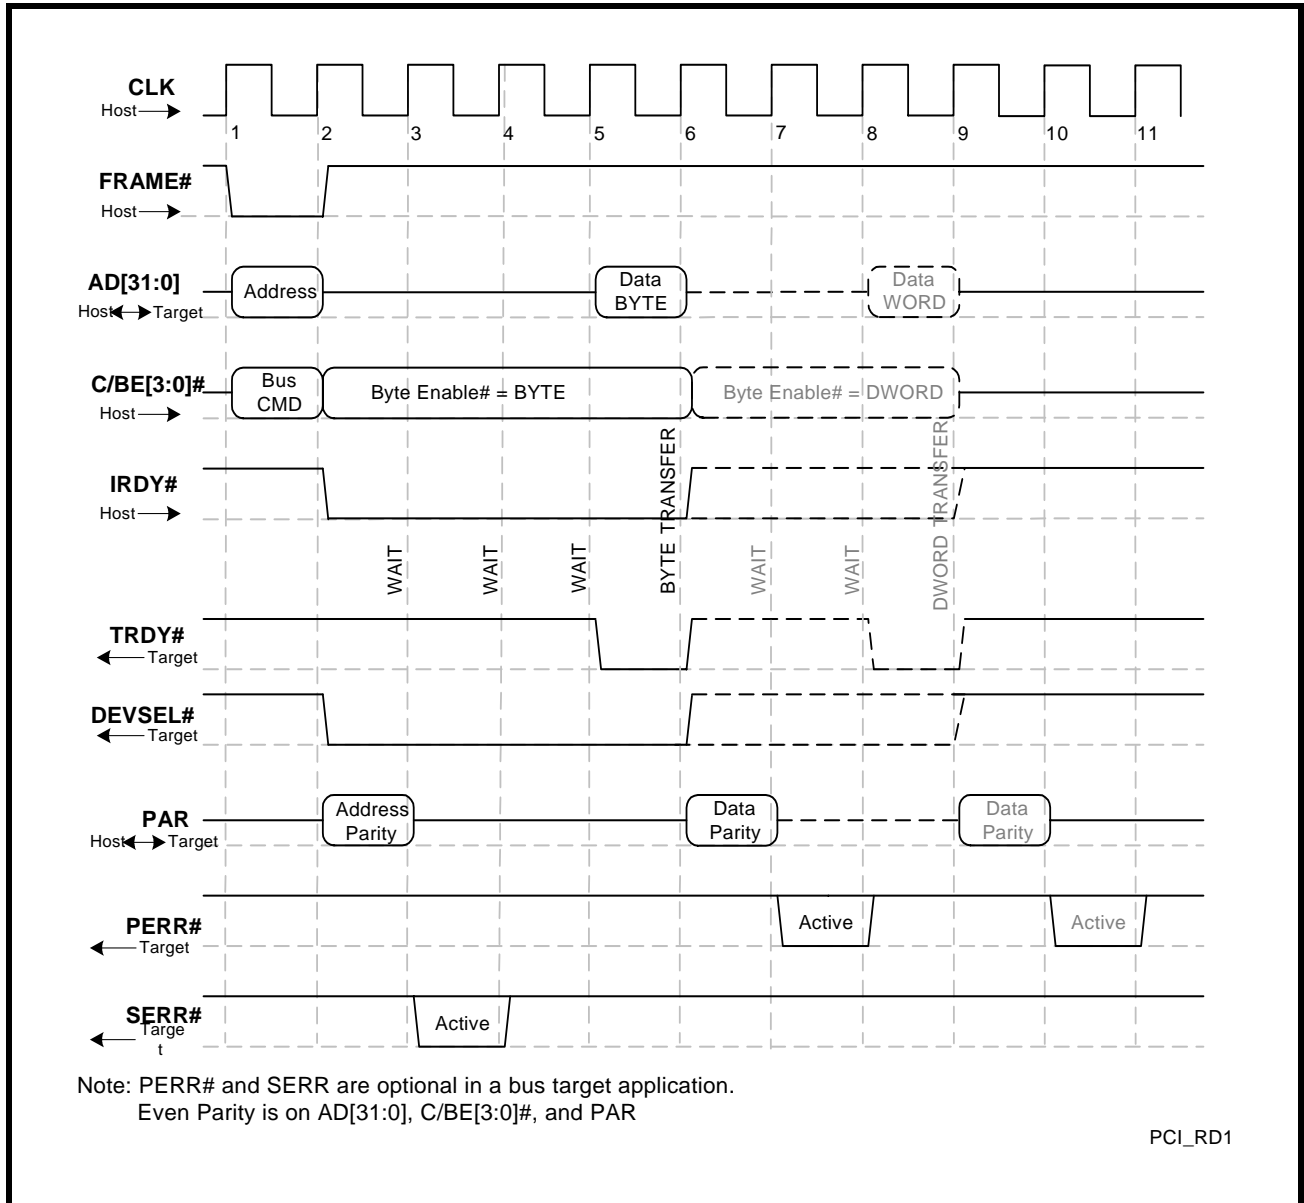 CLK
Host
1 2 3 4 5 6 7 8 9 10 11
FRAME#
Host
AD[31:0]
Host Target
Address
Data
BYTE
Data
WORD
C/BE[3:0]#
Host
Bus
CMD
Byte Enable# = BYTE
Byte Enable# = DWORD
IRDY#
Host
WAIT
WAIT
WAIT
BYTE TRANSFER
WAIT
WAIT
DWORD TRANSFER
TRDY#
Target
DEVSEL#
Target
PAR
Host Target
Address
Parity
Data
Parity
Data
Parity
PERR#
Target
Active
Active
SERR#
Targe
t
Active
Note: PERR# and SERR are optional in a bus target application.
Even Parity is on AD[31:0], C/BE[3:0]#, and PAR
PCI_RD1